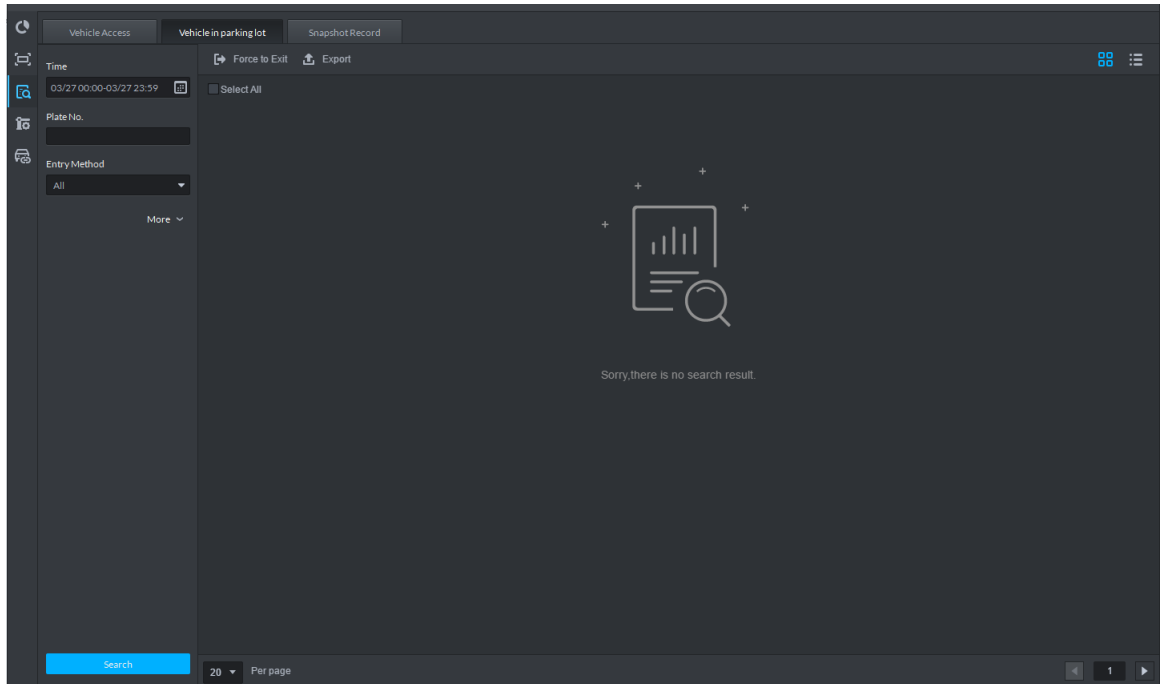 Vehicle Access
Vehicle in parking lot
Snapshot Record
Time
03/27 00:00-03/27 23:59
Plate No.
Entry Method
All
More
Search
Force to Exit
Export
Select All
Sorry,there is no search result.
20
Per page
1